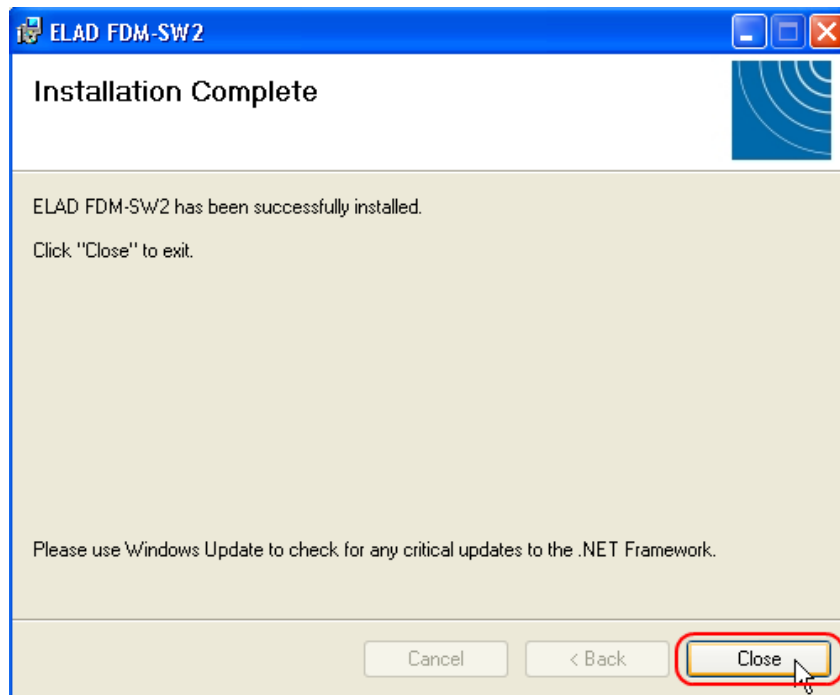 ELAD FDM-SW2
Installation Complete
ELAD FDM-SW2 has been successfully installed.
Click "Close" to exit.
Please use Windows Update to check for any critical updates to the .NET Framework.
Cancel
< Back
Close